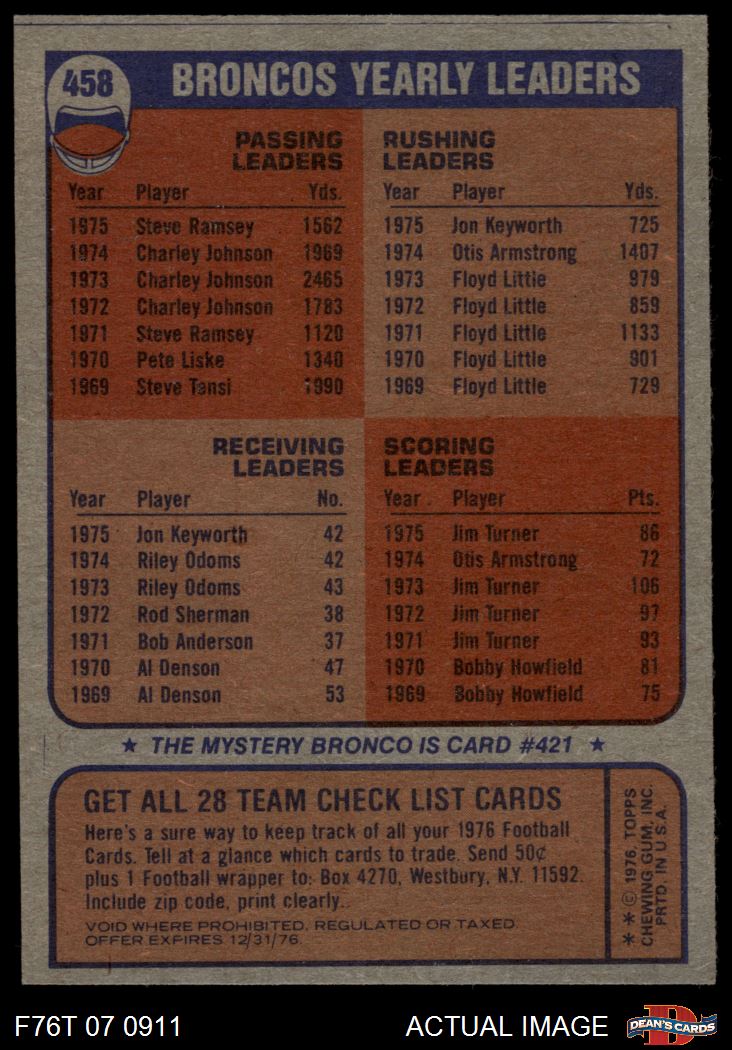 458
BRONCOS YEARLY LEADERS
PASSING
LEADERS
Year Player Yds.
1975 Steve Ramsey 1562
1974 Charley Johnson 1969
1973 Charley Johnson 2465
1972 Charley Johnson 1783
1971 Steve Ramsey 1120
1970 Pete Liske 1340
1969 Steve Tansi 1990
RUSHING
LEADERS
Year Player Yds.
1975 Jon Keyworth 725
1974 Otis Armstrong 1407
1973 Floyd Little 979
1972 Floyd Little 859
1971 Floyd Little 1133
1970 Floyd Little 901
1969 Floyd Little 729
RECEIVING
LEADERS
Year Player No.
1975 Jon Keyworth 42
1974 Riley Odoms 42
1973 Riley Odoms 43
1972 Rod Sherman 38
1971 Bob Anderson 37
1970 Al Denson 47
1969 Al Denson 53
SCORING
LEADERS
Year Player Pts.
1975 Jim Turner 86
1974 Otis Armstrong 72
1973 Jim Turner 106
1972 Jim Turner 97
1971 Jim Turner 93
1970 Bobby Howfield 81
1969 Bobby Howfield 75
★ THE MYSTERY BRONCO IS CARD #421 ★
GET ALL 28 TEAM CHECK LIST CARDS
Here's a sure way to keep track of all your 1976 Football
Cards. Tell at a glance which cards to trade. Send 50¢
plus 1 Football wrapper to: Box 4270, Westbury, N.Y. 11592.
Include zip code, print clearly..
VOID WHERE PROHIBITED, REGULATED OR TAXED.
OFFER EXPIRES 12/31/76.
* * © 1976, TOPPS
CHEWING GUM, INC.
PRTD. IN U.S.A.
F76T 07 0911
ACTUAL IMAGE
D
DEAN'S CARDS